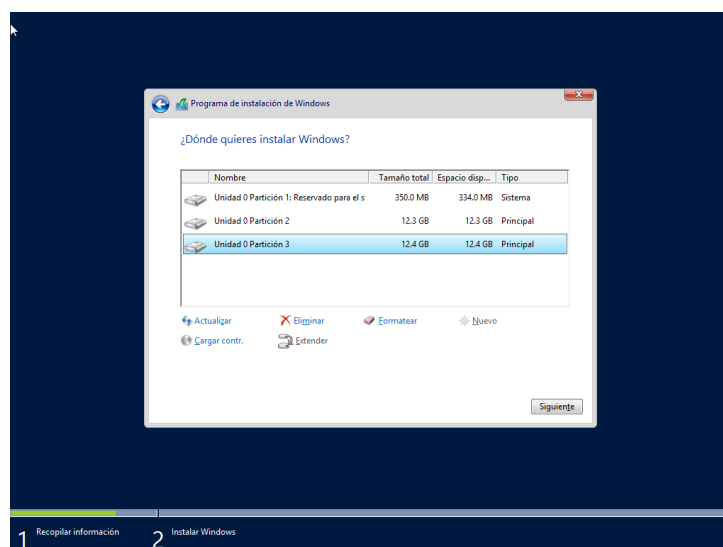 Programa de instalación de Windows
¿Dónde quieres instalar Windows?
Nombre Tamaño total Espacio disp... Tipo
Unidad 0 Partición 1: Reservado para el s 350.0 MB 334.0 MB Sistema
Unidad 0 Partición 2 12.3 GB 12.3 GB Principal
Unidad 0 Partición 3 12.4 GB 12.4 GB Principal
Actualizar Eliminar Formatear Nuevo
Cargar contr. Extender
Siguiente
1 Recopilar información 2 Instalar Windows